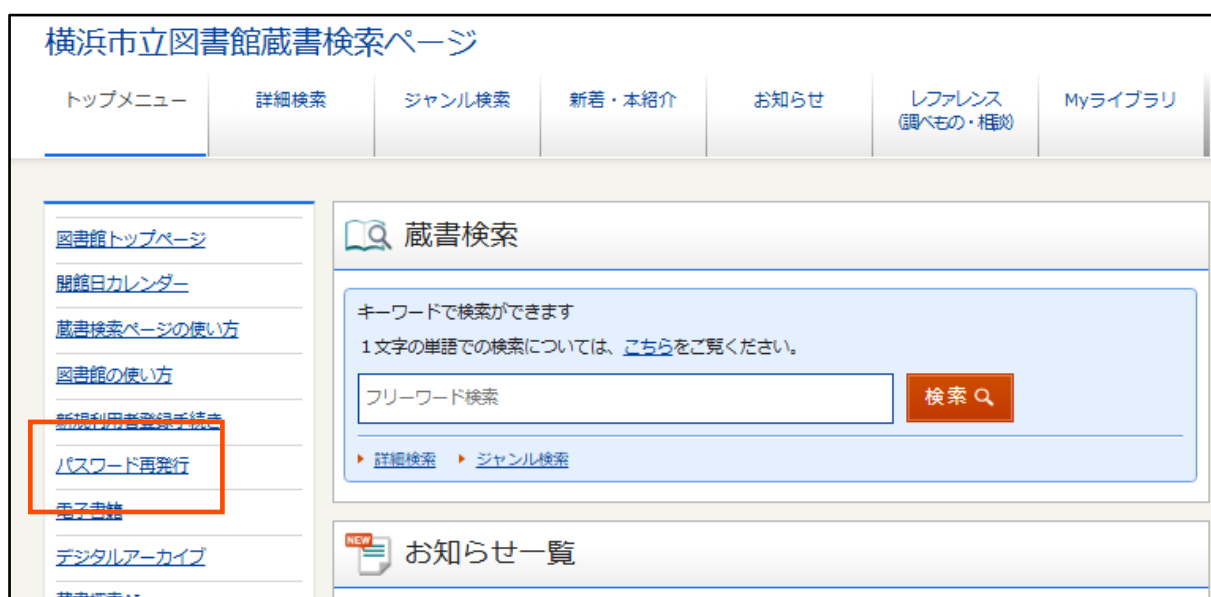 横浜市立図書館蔵書検索ページ
トップメニュー
詳細検索
ジャンル検索
新着・本紹介
お知らせ
レファレンス
(調べもの・相談)
Myライブラリ
図書館トップページ
開館日カレンダー
蔵書検索ページの使い方
図書館の使い方
新規利用者登録手続き
パスワード再発行
電子書籍
デジタルアーカイブ
蔵書検索
キーワードで検索ができます
1文字の単語での検索については、こちらをご覧ください。
フリーワード検索
検索
詳細検索
ジャンル検索
NEW
お知らせ一覧